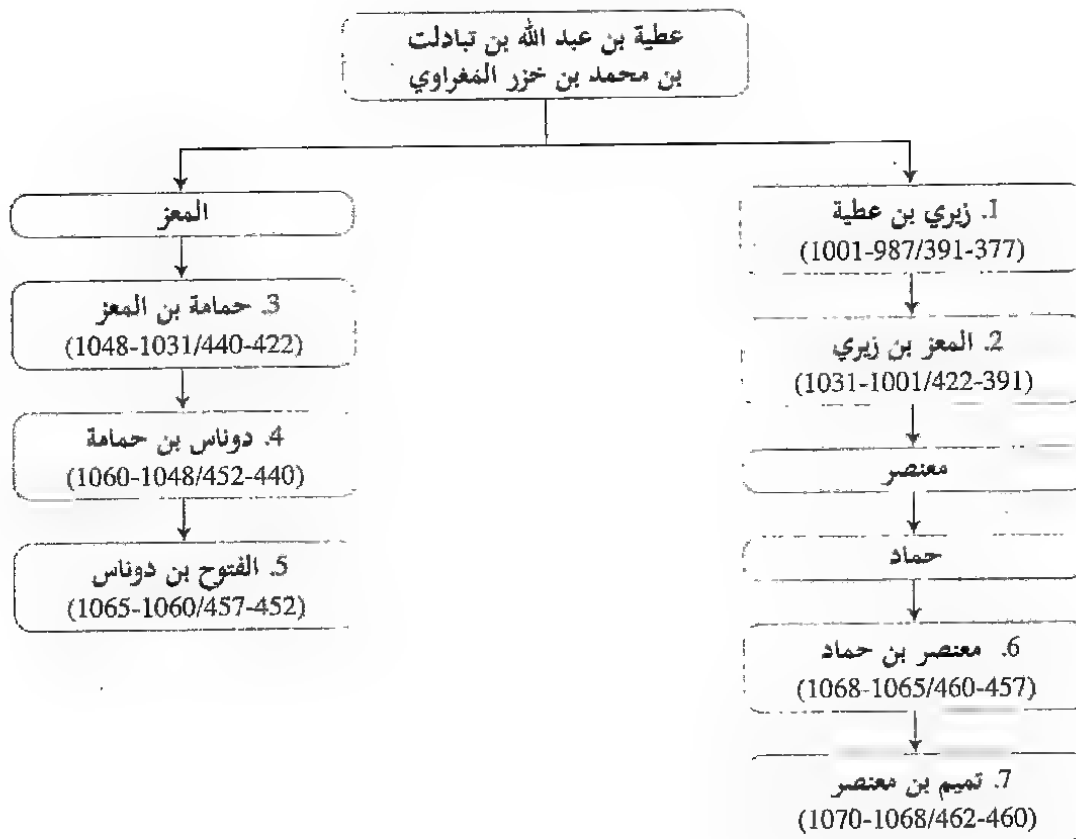 عطية بن عبد الله بن تبادلت
بن محمد بن خزر المغراوي
1. زيري بن عطية
(377-391/987-1001)
2. المعز بن زيري
(391-422/1001-1031)
معنصر
حماد
6. معنصر بن حماد
(457-460/1065-1068)
7. تميم بن معنصر
(460-462/1068-1070)
المعز
3. حمامة بن المعز
(422-440/1031-1048)
4. دوناس بن حمامة
(440-452/1048-1060)
5. الفتوح بن دوناس
(452-457/1060-1065)